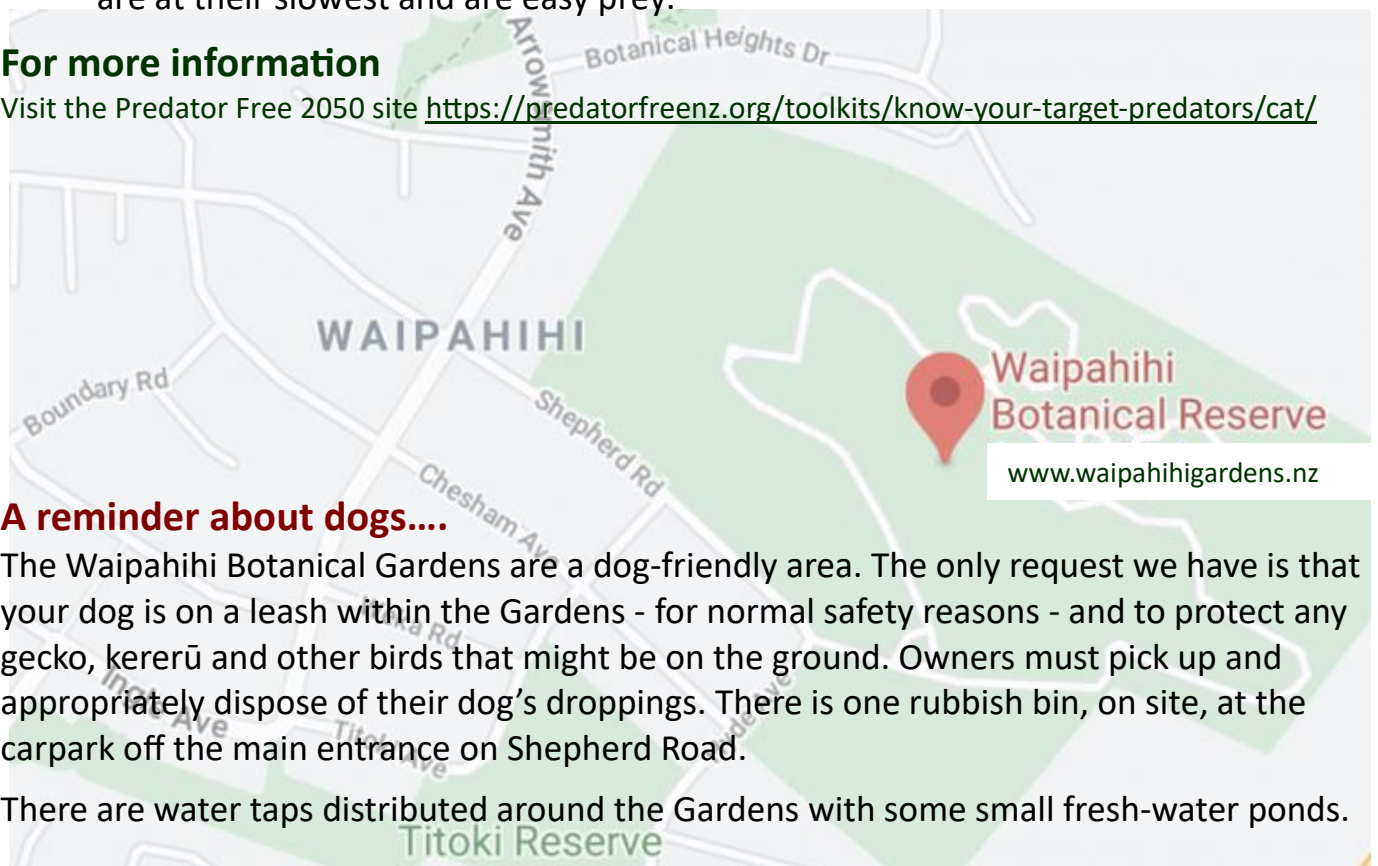 are at their slowest and are easy prey.
For more information
Visit the Predator Free 2050 site https://predatorfreenz.org/toolkits/know-your-target-predators/cat/
Arrowsmith Ave
Botanical Heights Dr
WAIPAHIHI
Boundary Rd
Shepherd Rd
Chesham Ave
Waipahihi
Botanical Reserve
www.waipahihigardens.nz
A reminder about dogs....
The Waipahihi Botanical Gardens are a dog-friendly area. The only request we have is that
your dog is on a leash within the Gardens - for normal safety reasons - and to protect any
gecko, kererū and other birds that might be on the ground. Owners must pick up and
appropriately dispose of their dog's droppings. There is one rubbish bin, on site, at the
carpark off the main entrance on Shepherd Road.
There are water taps distributed around the Gardens with some small fresh-water ponds.
Titoki Ave
Titoki Reserve